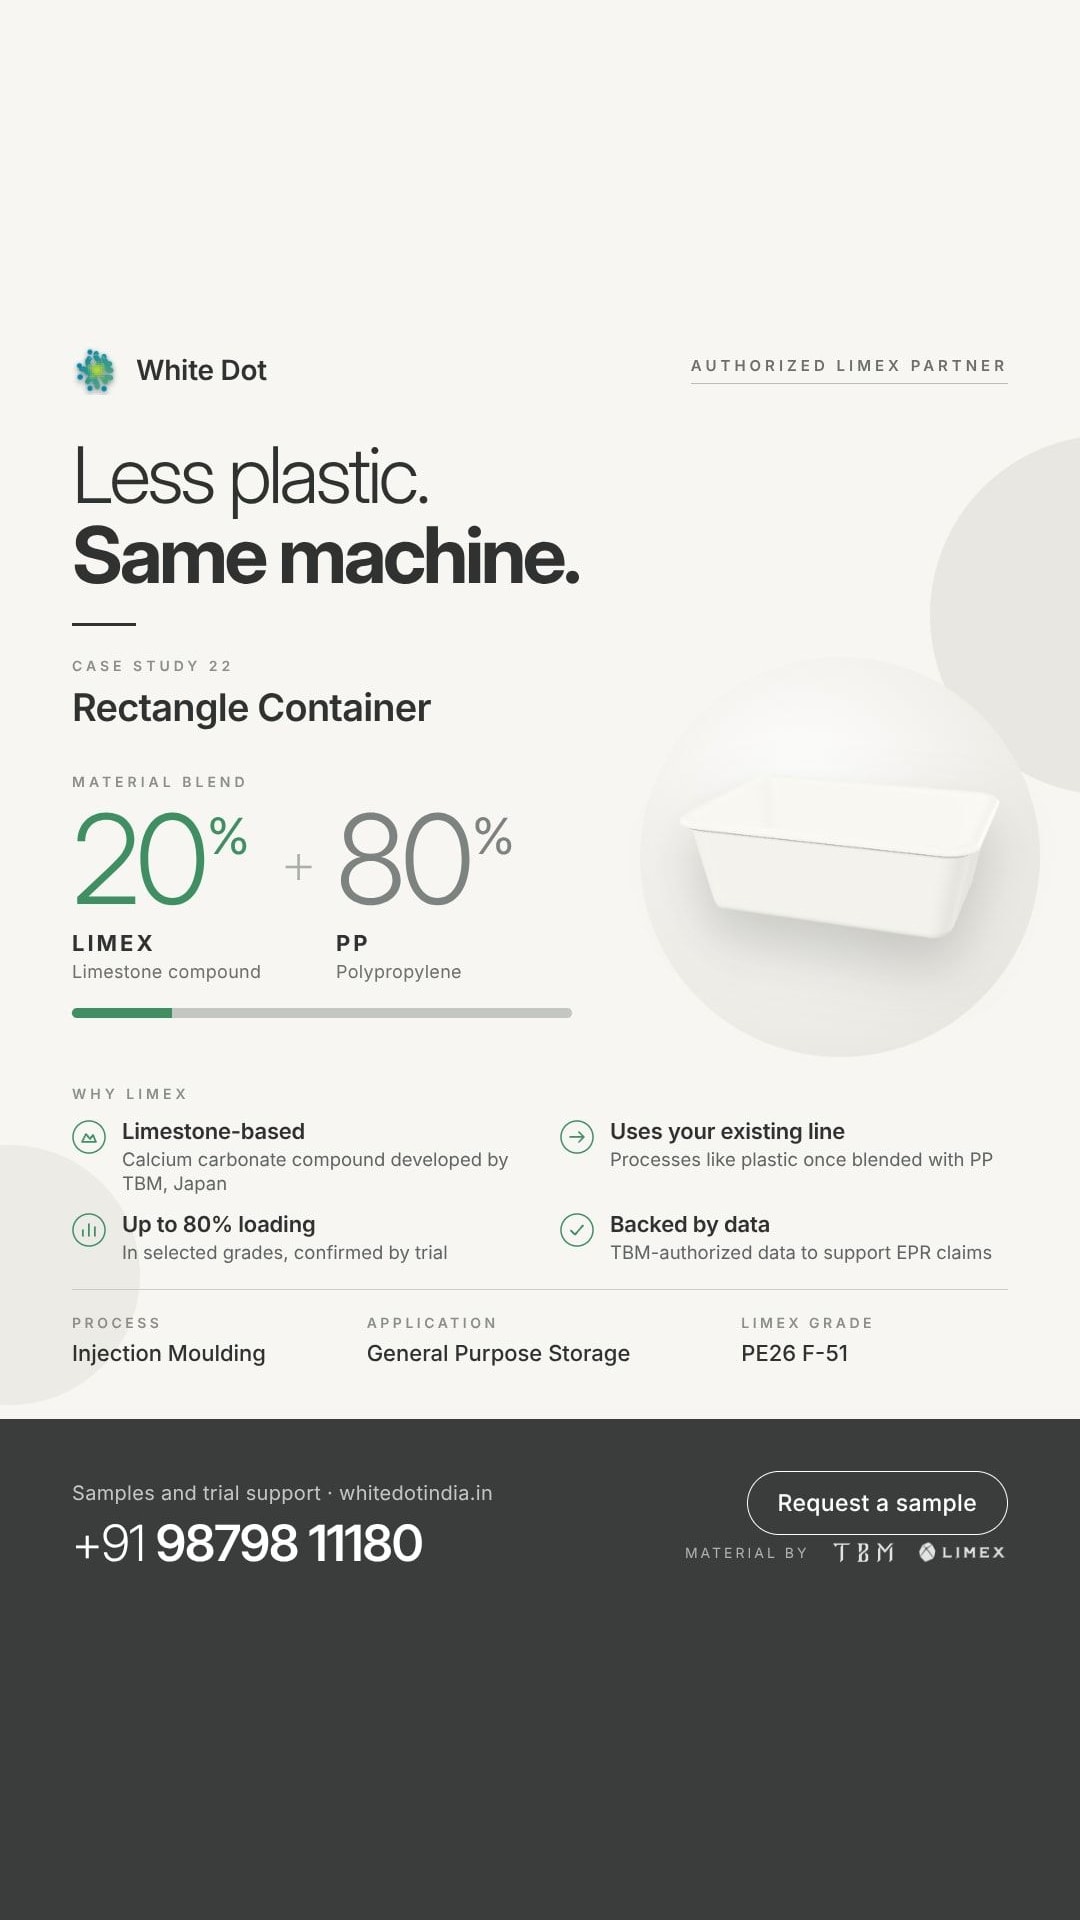 White Dot
AUTHORIZED LIMEX PARTNER
Less plastic.
Same machine.
CASE STUDY 22
Rectangle Container
MATERIAL BLEND
20% + 80%
LIMEX
Limestone compound
PP
Polypropylene
WHY LIMEX
Limestone-based
Calcium carbonate compound developed by
TBM, Japan
Uses your existing line
Processes like plastic once blended with PP
Up to 80% loading
In selected grades, confirmed by trial
Backed by data
TBM-authorized data to support EPR claims
PROCESS
Injection Moulding
APPLICATION
General Purpose Storage
LIMEX GRADE
PE26 F-51
Samples and trial support · whitedotindia.in
+91 98798 11180
Request a sample
MATERIAL BY TBM LIMEX